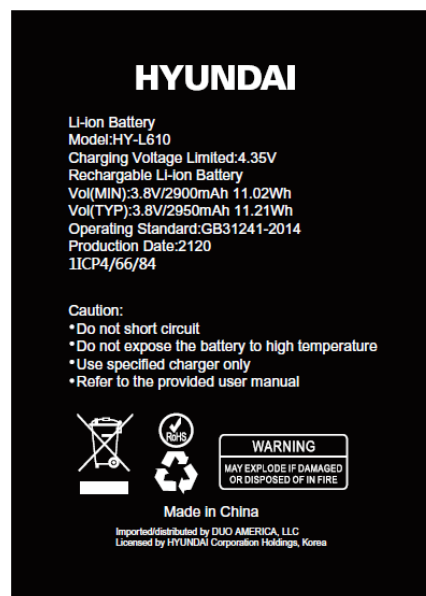 HYUNDAI
Li-ion Battery
Model:HY-L610
Charging Voltage Limited:4.35V
Rechargable Li-ion Battery
Vol(MIN):3.8V/2900mAh 11.02Wh
Vol(TYP):3.8V/2950mAh 11.21Wh
Operating Standard:GB31241-2014
Production Date:2120
1ICP4/66/84
Caution:
•Do not short circuit
•Do not expose the battery to high temperature
•Use specified charger only
•Refer to the provided user manual
RoHS
WARNING
MAY EXPLODE IF DAMAGED
OR DISPOSED OF IN FIRE
Made in China
Imported/distributed by DUO AMERICA, LLC
Licensed by HYUNDAI Corporation Holdings, Korea